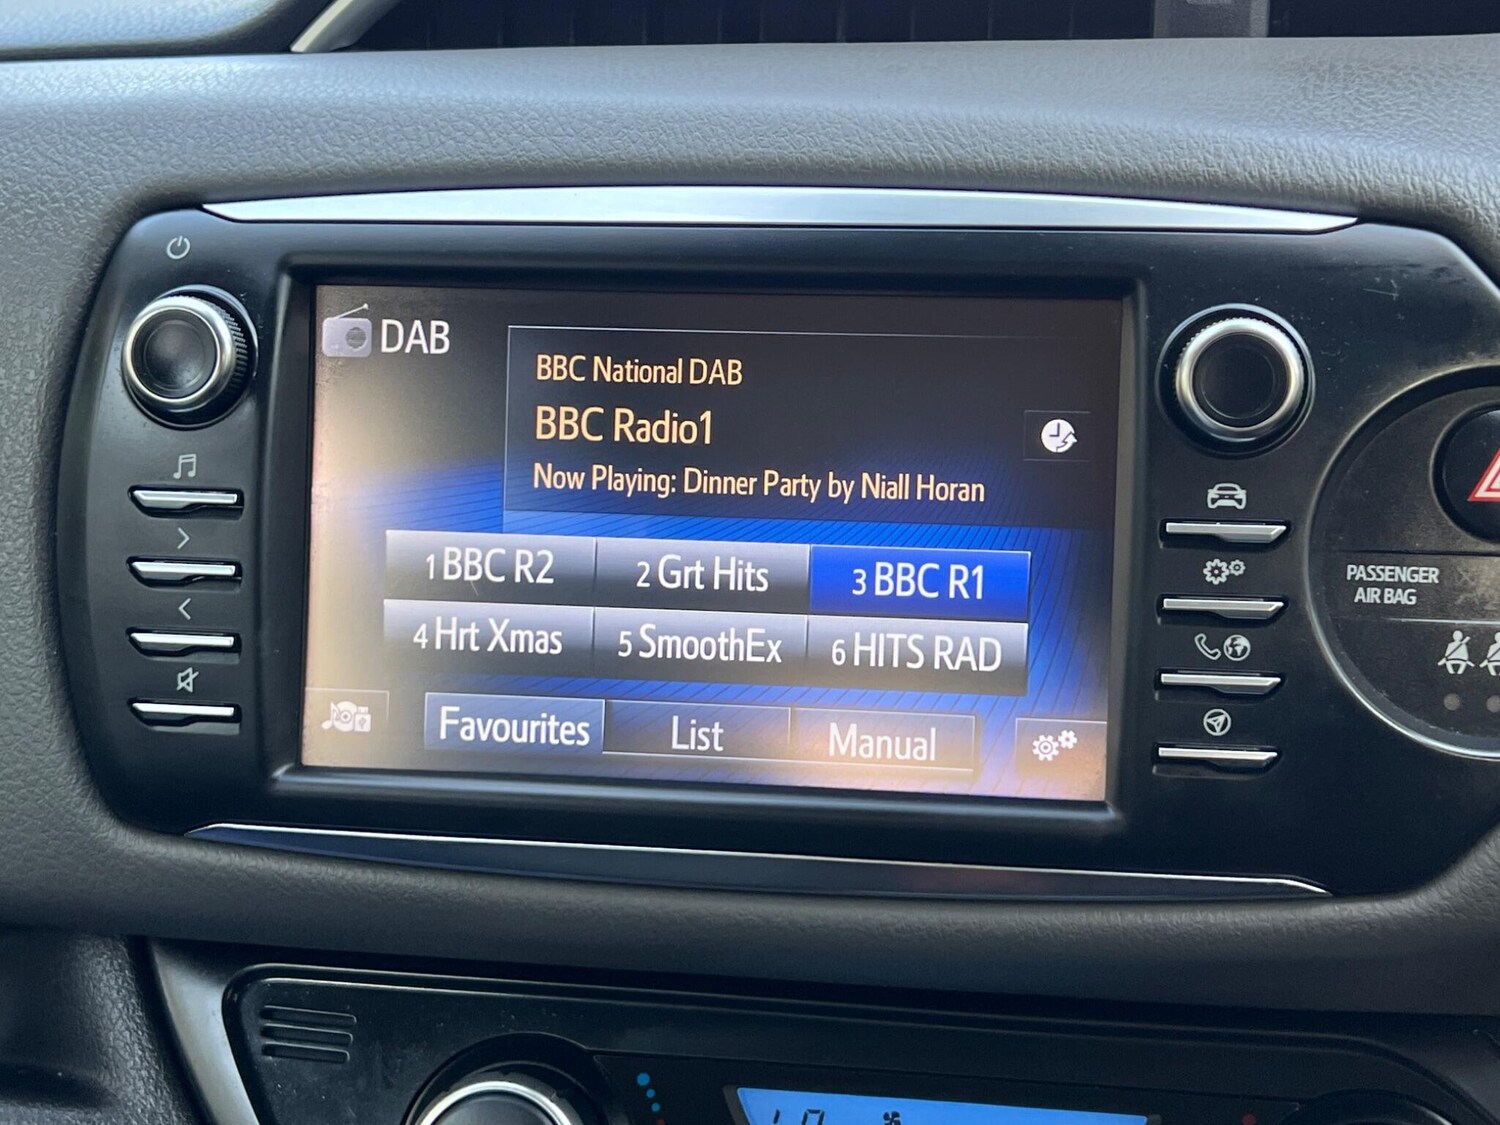 DAB
BBC National DAB
BBC Radio1
Now Playing: Dinner Party by Niall Horan
1 BBC R2
2 Grt Hits
3 BBC R1
4 Hrt Xmas
5 SmoothEx
6 HITS RAD
Favourites
List
Manual
PASSENGER
AIR BAG